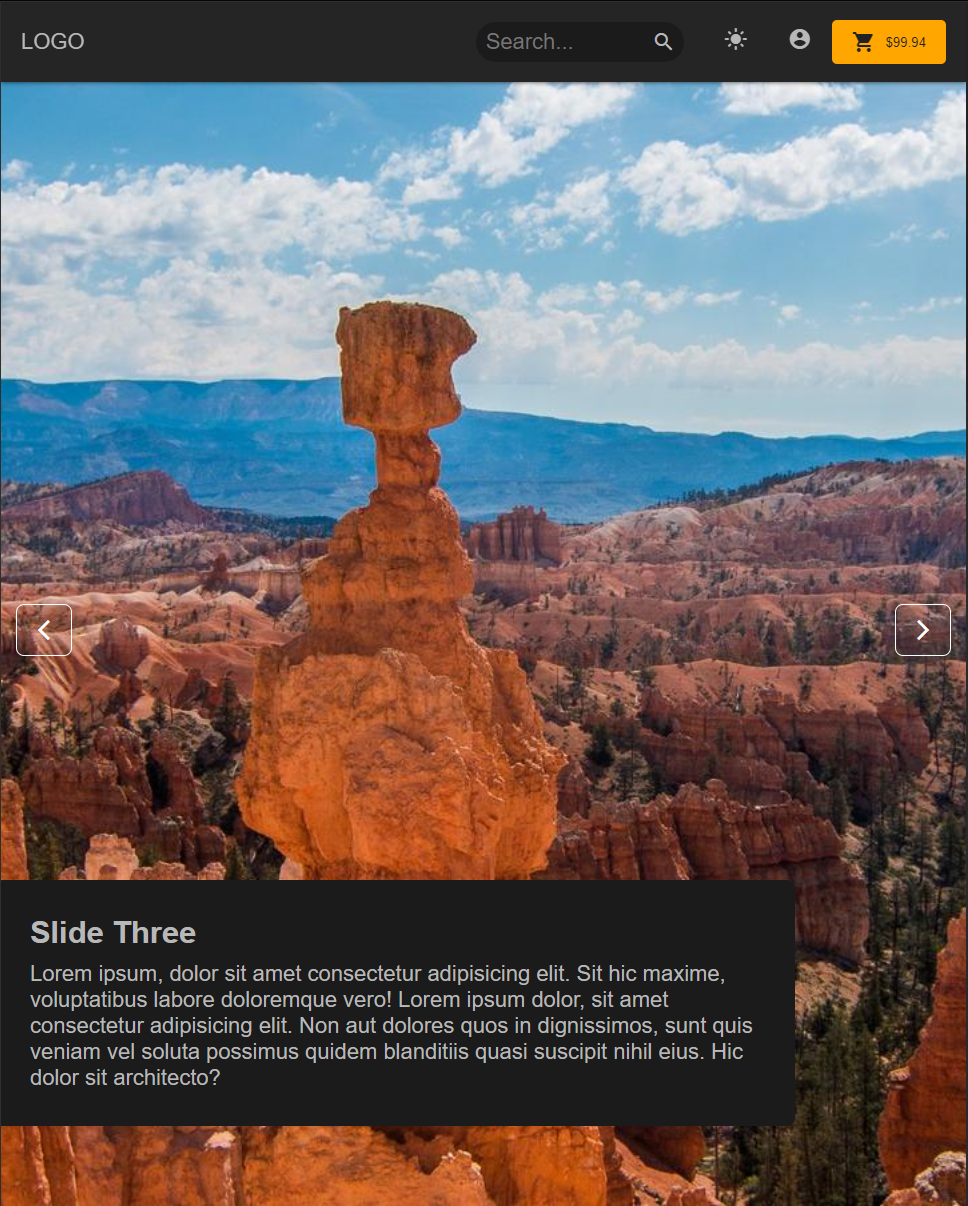 LOGO
Search...
$99.94
Slide Three
Lorem ipsum, dolor sit amet consectetur adipisicing elit. Sit hic maxime,
voluptatibus labore doloremque vero! Lorem ipsum dolor, sit amet
consectetur adipisicing elit. Non aut dolores quos in dignissimos, sunt quis
veniam vel soluta possimus quidem blanditiis quasi suscipit nihil eius. Hic
dolor sit architecto?